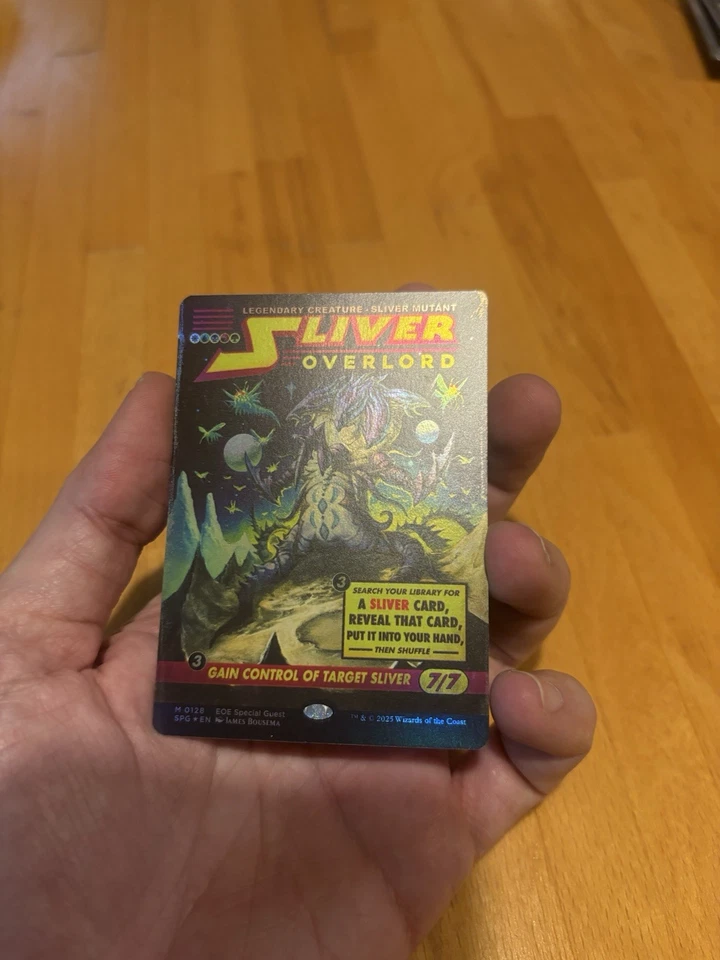 LEGENDARY CREATURE - SLIVER MUTANT
SLIVER
OVERLORD
3
SEARCH YOUR LIBRARY FOR
A SLIVER CARD,
REVEAL THAT CARD,
PUT IT INTO YOUR HAND,
THEN SHUFFLE
3
GAIN CONTROL OF TARGET SLIVER 7/7
M 0128 EOE Special Guest
SPG ★ EN James Bousema ™ & © 2025 Wizards of the Coast